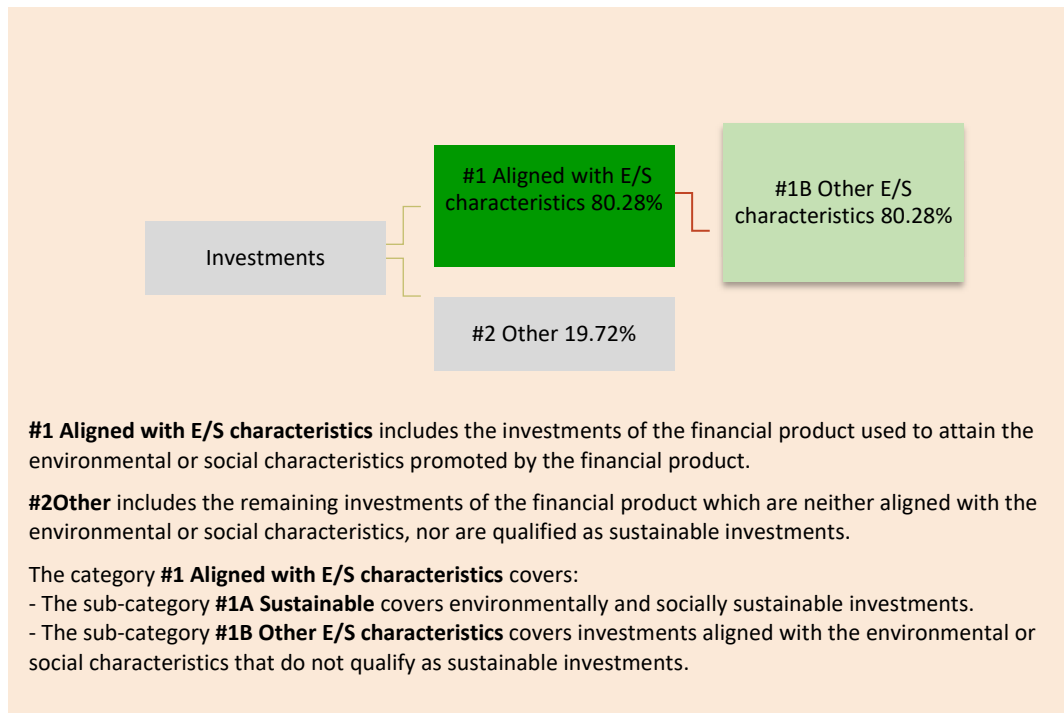 #1 Aligned with E/S
characteristics 80.28%
#1B Other E/S
characteristics 80.28%
Investments
#2 Other 19.72%
#1 Aligned with E/S characteristics includes the investments of the financial product used to attain the
environmental or social characteristics promoted by the financial product.
#2Other includes the remaining investments of the financial product which are neither aligned with the
environmental or social characteristics, nor are qualified as sustainable investments.
The category #1 Aligned with E/S characteristics covers:
- The sub-category #1A Sustainable covers environmentally and socially sustainable investments.
- The sub-category #1B Other E/S characteristics covers investments aligned with the environmental or
social characteristics that do not qualify as sustainable investments.